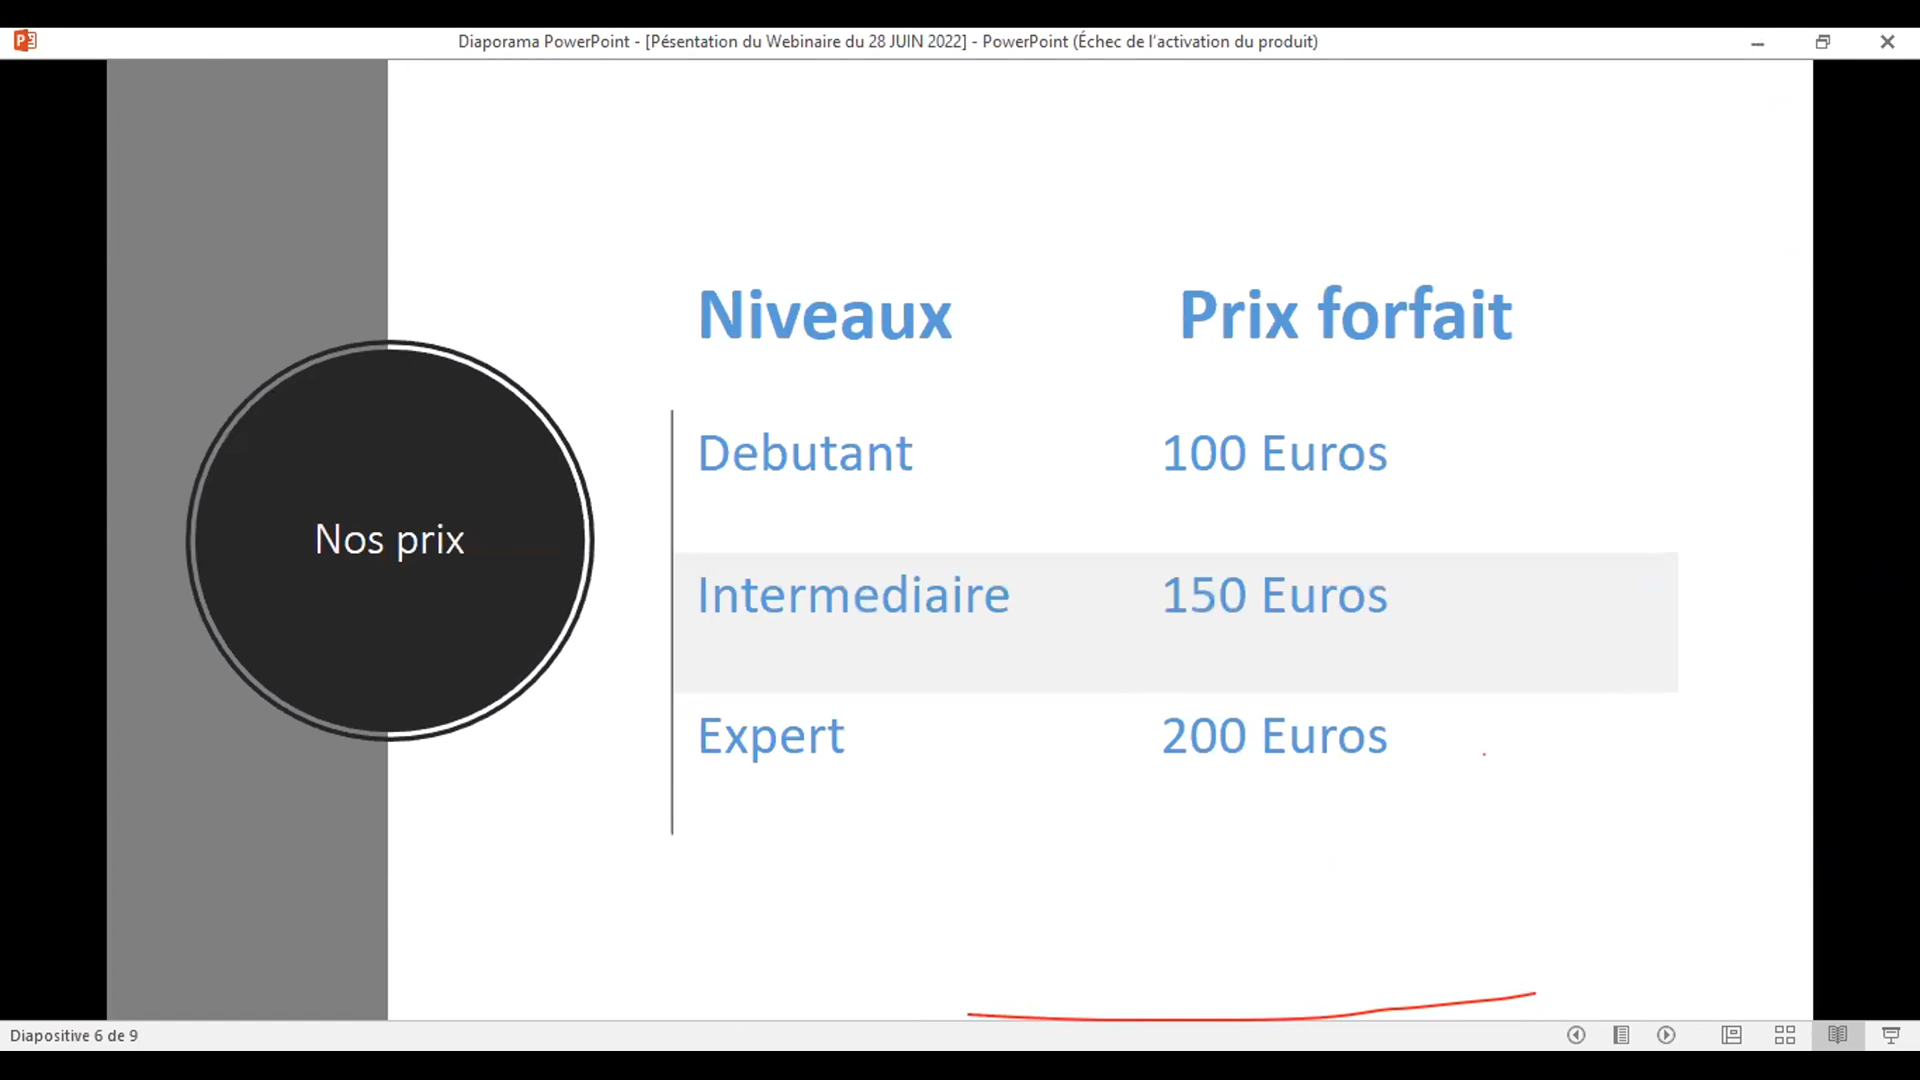 Diaporama PowerPoint - [Pésentation du Webinaire du 28 JUIN 2022] - PowerPoint (Échec de l'activation du produit)
Nos prix
Niveaux Prix forfait
Debutant 100 Euros
Intermediaire 150 Euros
Expert 200 Euros
Diapositive 6 de 9